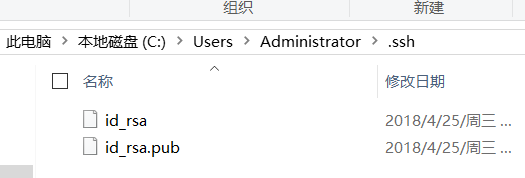 组织 新建
此电脑 > 本地磁盘 (C:) > Users > Administrator > .ssh
名称 修改日期
id_rsa 2018/4/25/周三 ...
id_rsa.pub 2018/4/25/周三 ...